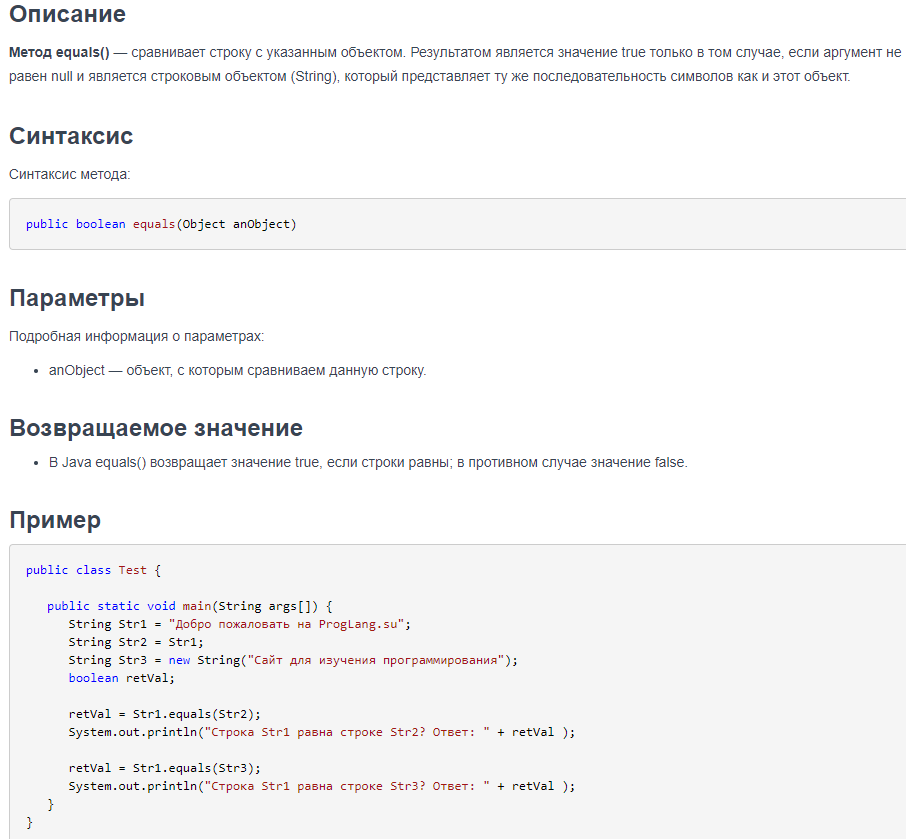 Описание
Метод equals() — сравнивает строку с указанным объектом. Результатом является значение true только в том случае, если аргумент не
равен null и является строковым объектом (String), который представляет ту же последовательность символов как и этот объект.
Синтаксис
Синтаксис метода:
public boolean equals(Object anObject)
Параметры
Подробная информация о параметрах:
• anObject — объект, с которым сравниваем данную строку.
Возвращаемое значение
• В Java equals() возвращает значение true, если строки равны; в противном случае значение false.
Пример
public class Test {
public static void main(String args[]) {
String Str1 = "Добро пожаловать на ProgLang.su";
String Str2 = Str1;
String Str3 = new String("Сайт для изучения программирования");
boolean retVal;
retVal = Str1.equals(Str2);
System.out.println("Строка Str1 равна строке Str2? Ответ: " + retVal );
retVal = Str1.equals(Str3);
System.out.println("Строка Str1 равна строке Str3? Ответ: " + retVal );
}
}